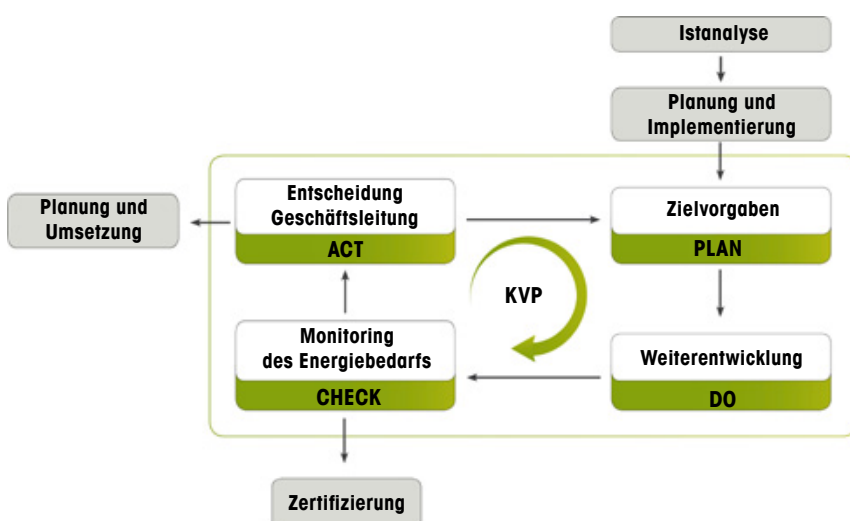 Istanalyse
Planung und
Implementierung
Planung und
Umsetzung
Entscheidung
Geschäftsleitung
ACT
Zielvorgaben
PLAN
KVP
Monitoring
des Energiebedarfs
CHECK
Weiterentwicklung
DO
Zertifizierung